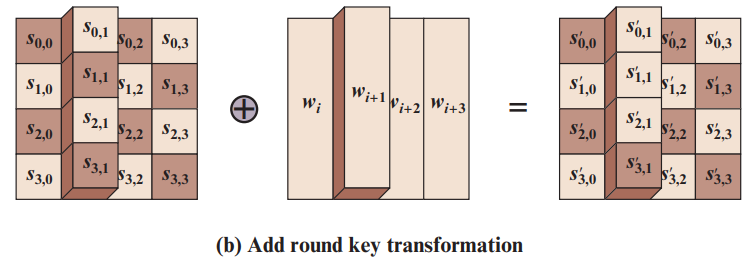 s0,0 s0,1 s0,2 s0,3
s1,0 s1,1 s1,2 s1,3
s2,0 s2,1 s2,2 s2,3
s3,0 s3,1 s3,2 s3,3
⊕
wi wi+1 wi+2 wi+3
=
s′0,0 s′0,1 s′0,2 s′0,3
s′1,0 s′1,1 s′1,2 s′1,3
s′2,0 s′2,1 s′2,2 s′2,3
s′3,0 s′3,1 s′3,2 s′3,3
(b) Add round key transformation